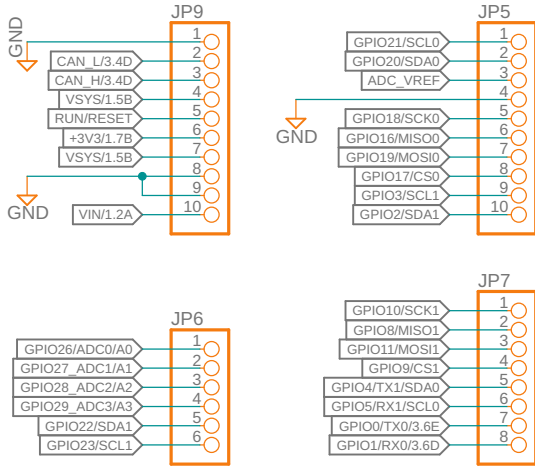 JP9
GND
1
CAN_L/3.4D 2
CAN_H/3.4D 3
VSYS/1.5B 4
RUN/RESET 5
+3V3/1.7B 6
VSYS/1.5B 7
8
GND 9
VIN/1.2A 10
JP5
GPIO21/SCL0 1
GPIO20/SDA0 2
ADC_VREF 3
4
GND
GPIO18/SCK0 5
GPIO16/MISO0 6
GPIO19/MOSI0 7
GPIO17/CS0 8
GPIO3/SCL1 9
GPIO2/SDA1 10
JP6
GPIO26/ADC0/A0 1
GPIO27_ADC1/A1 2
GPIO28_ADC2/A2 3
GPIO29_ADC3/A3 4
GPIO22/SDA1 5
GPIO23/SCL1 6
JP7
GPIO10/SCK1 1
GPIO8/MISO1 2
GPIO11/MOSI1 3
GPIO9/CS1 4
GPIO4/TX1/SDA0 5
GPIO5/RX1/SCL0 6
GPIO0/TX0/3.6E 7
GPIO1/RX0/3.6D 8